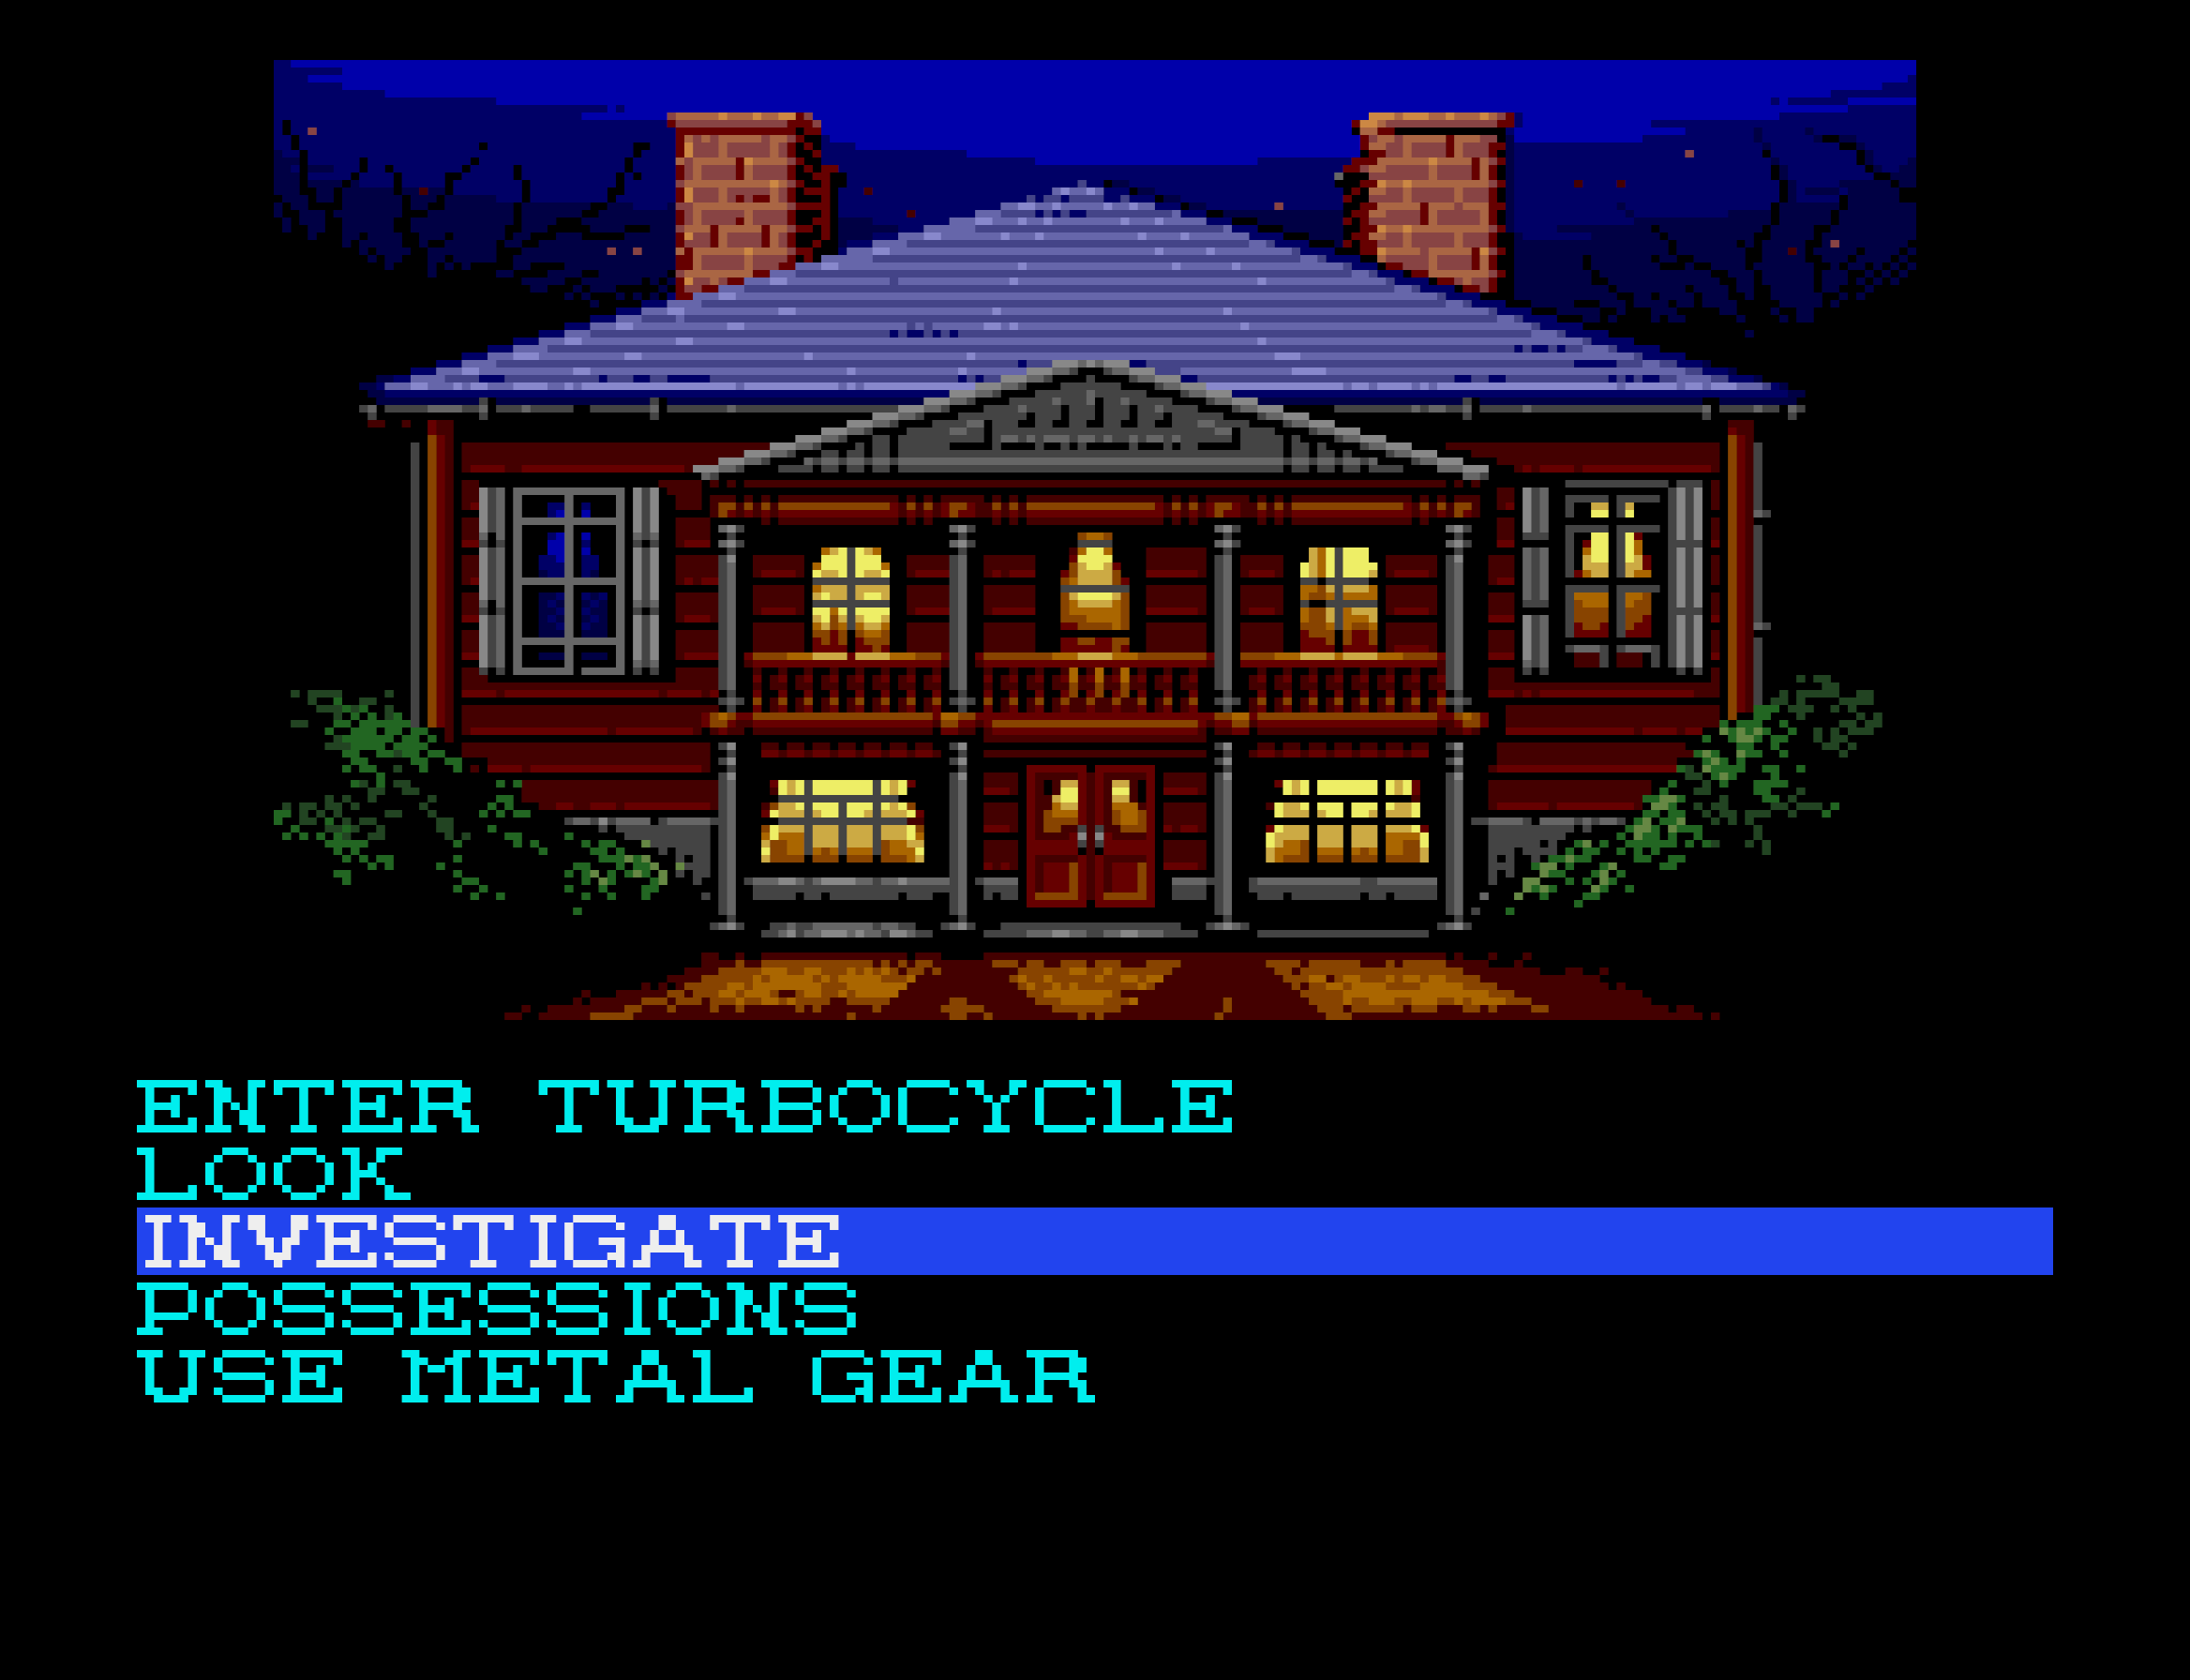 ENTER TURBOCYCLE
LOOK
INVESTIGATE
POSSESSIONS
USE METAL GEAR